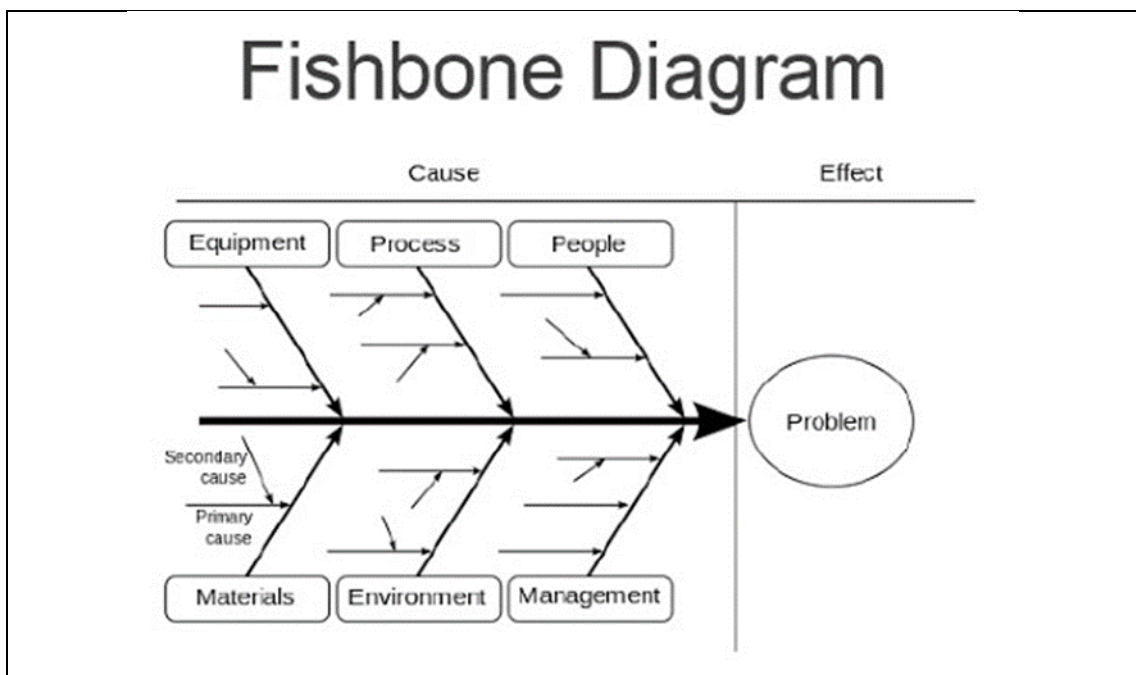 Fishbone Diagram
Cause
Effect
Equipment
Process
People
Problem
Secondary
cause
Primary
cause
Materials
Environment
Management